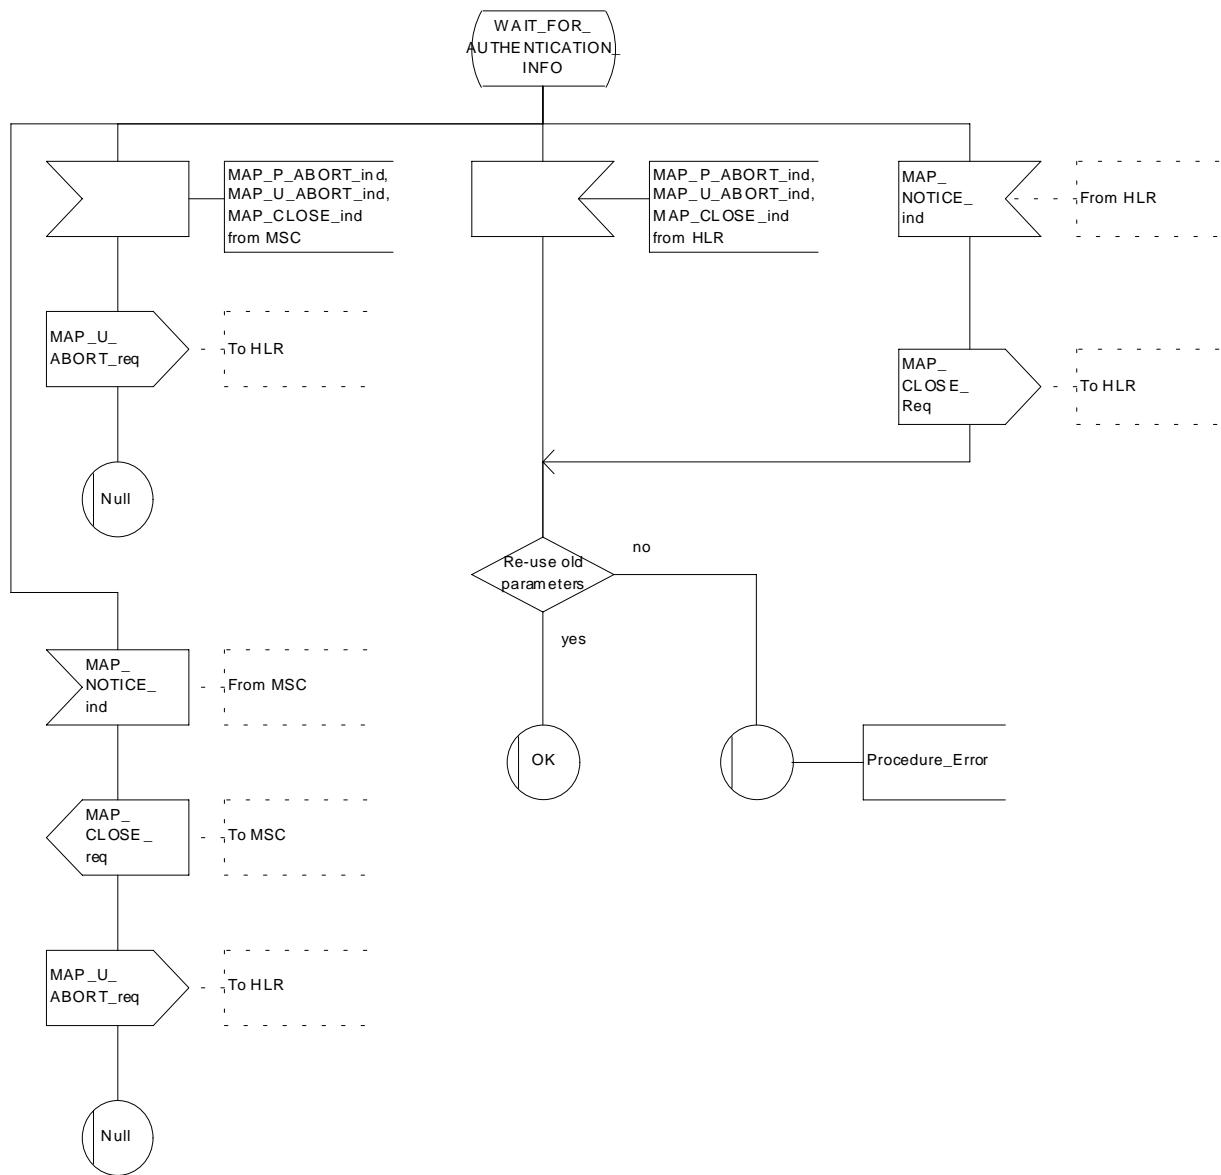 WAIT_FOR_
AUTHENTICATION_
INFO
MAP_P_ABORT_ind,
MAP_U_ABORT_ind,
MAP_CLOSE_ind
from MSC
MAP_P_ABORT_ind,
MAP_U_ABORT_ind,
MAP_CLOSE_ind
from HLR
MAP_
NOTICE_
ind
From HLR
MAP_U_
ABORT_req
To HLR
MAP_
CLOSE_
Req
To HLR
Null
Re-use old
parameters
no
yes
MAP_
NOTICE_
ind
From MSC
OK
Procedure_Error
MAP_
CLOSE_
req
To MSC
MAP_U_
ABORT_req
To HLR
Null